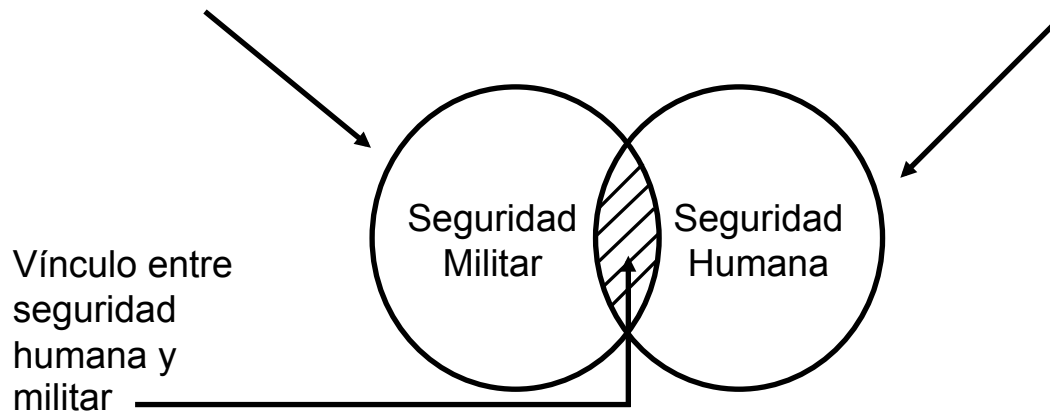 Seguridad
Militar
Seguridad
Humana
Vínculo entre
seguridad
humana y
militar